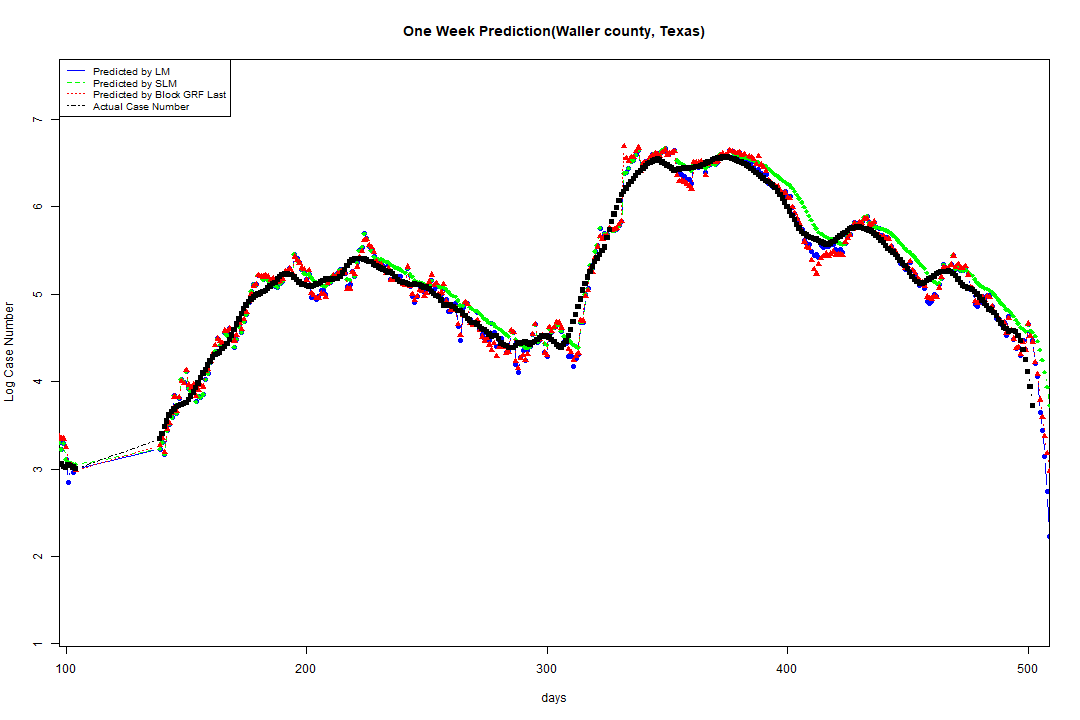 One Week Prediction(Waller county, Texas)
Predicted by LM
Predicted by SLM
Predicted by Block GRF Last
Actual Case Number
Log Case Number
7
6
5
4
3
2
1
100 200 300 400 500
days